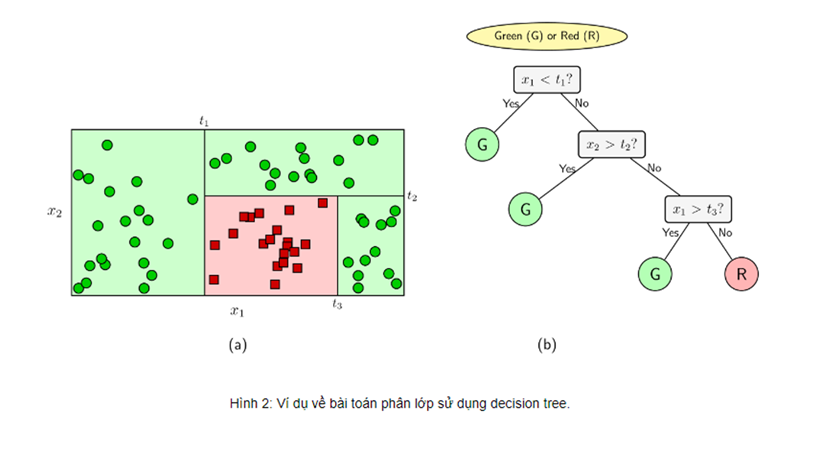 t₁
x₂
t₂
x₁
t₃
(a)
Green (G) or Red (R)
x₁ < t₁?
Yes No
G
x₂ > t₂?
Yes No
G
x₁ > t₃?
Yes No
G R
(b)
Hình 2: Ví dụ về bài toán phân lớp sử dụng decision tree.